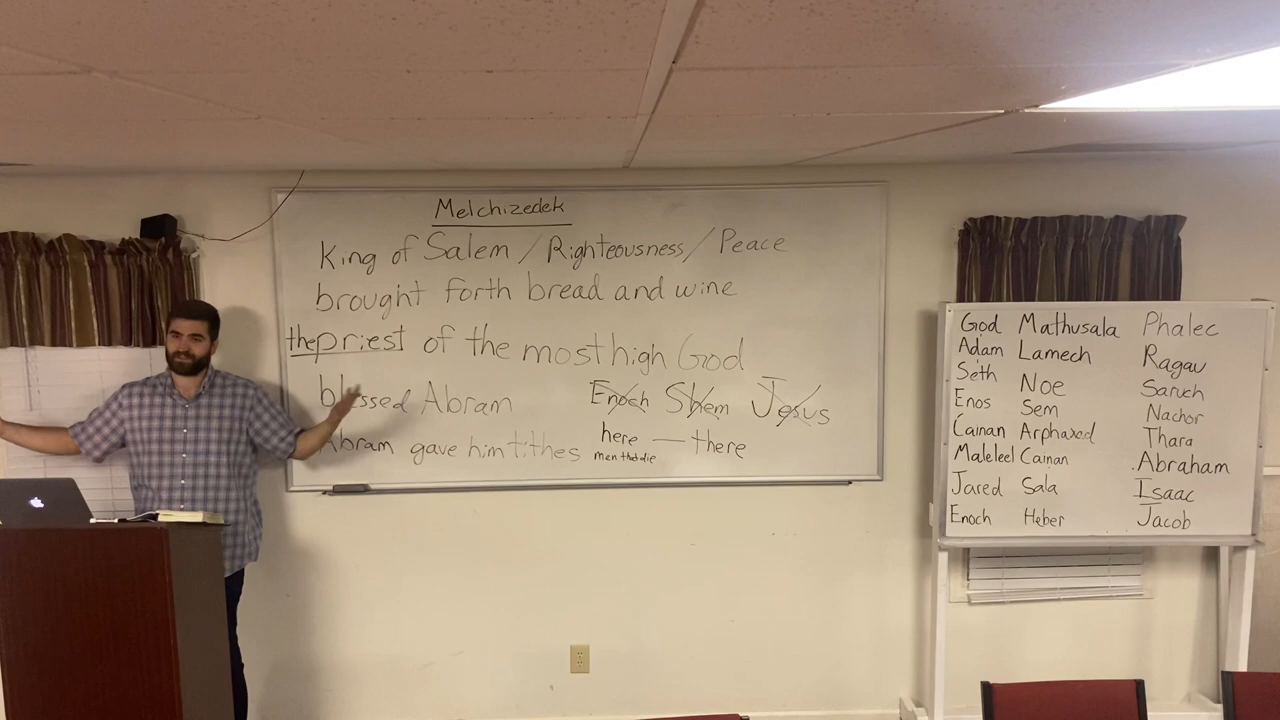 Melchizedek
King of Salem / Righteousness / Peace
brought forth bread and wine
the priest of the most high God
blessed Abram Enoch Shem Jesus
Abram gave him tithes here — there
men that die
God Mathusala Phalec
Adam Lamech Ragau
Seth Noe Saruch
Enos Sem Nachor
Cainan Arphaxad Thara
Maleleel Cainan Abraham
Jared Sala Isaac
Enoch Heber Jacob